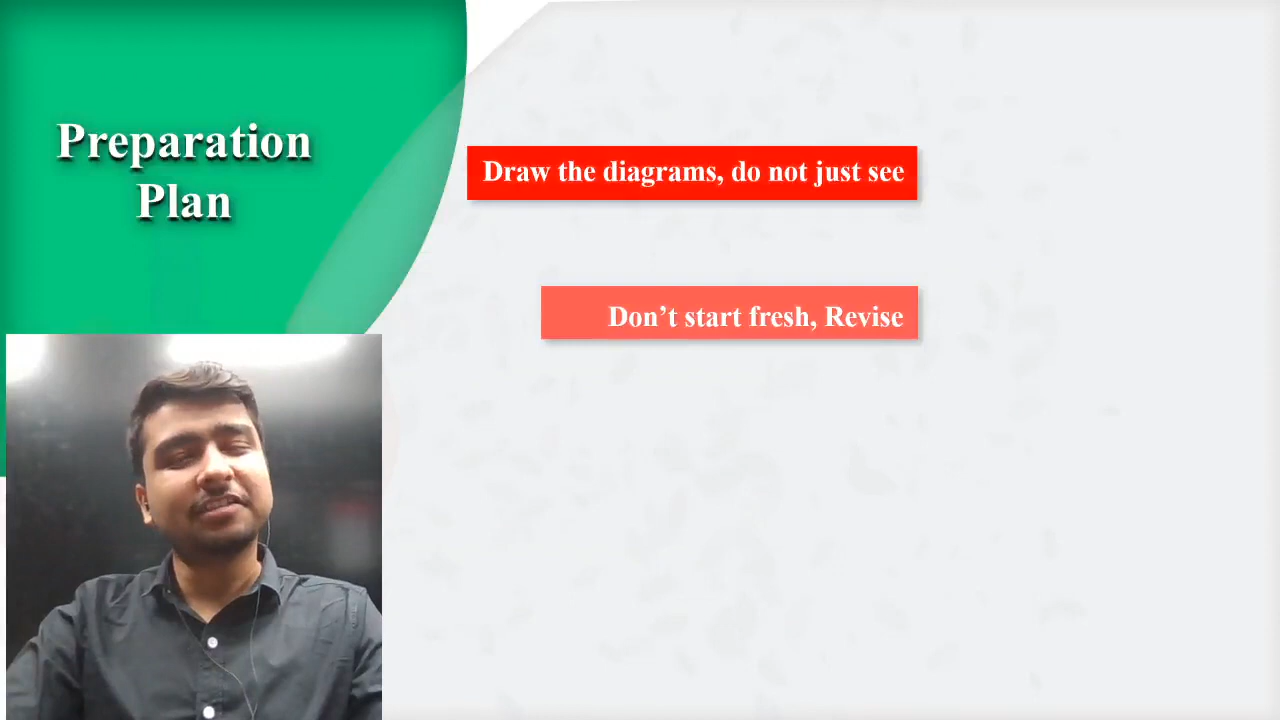 Preparation
Plan
Draw the diagrams, do not just see
Don’t start fresh, Revise